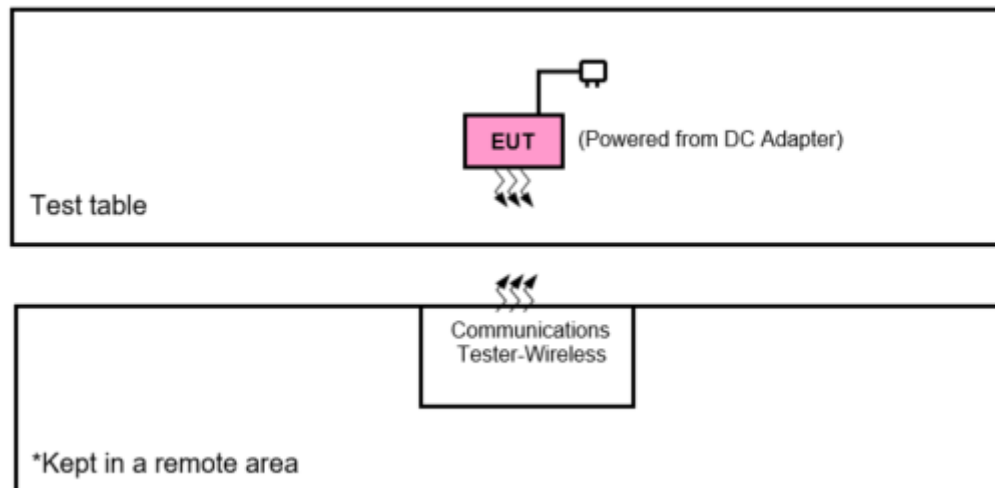 EUT
(Powered from DC Adapter)
Test table
Communications
Tester-Wireless
*Kept in a remote area